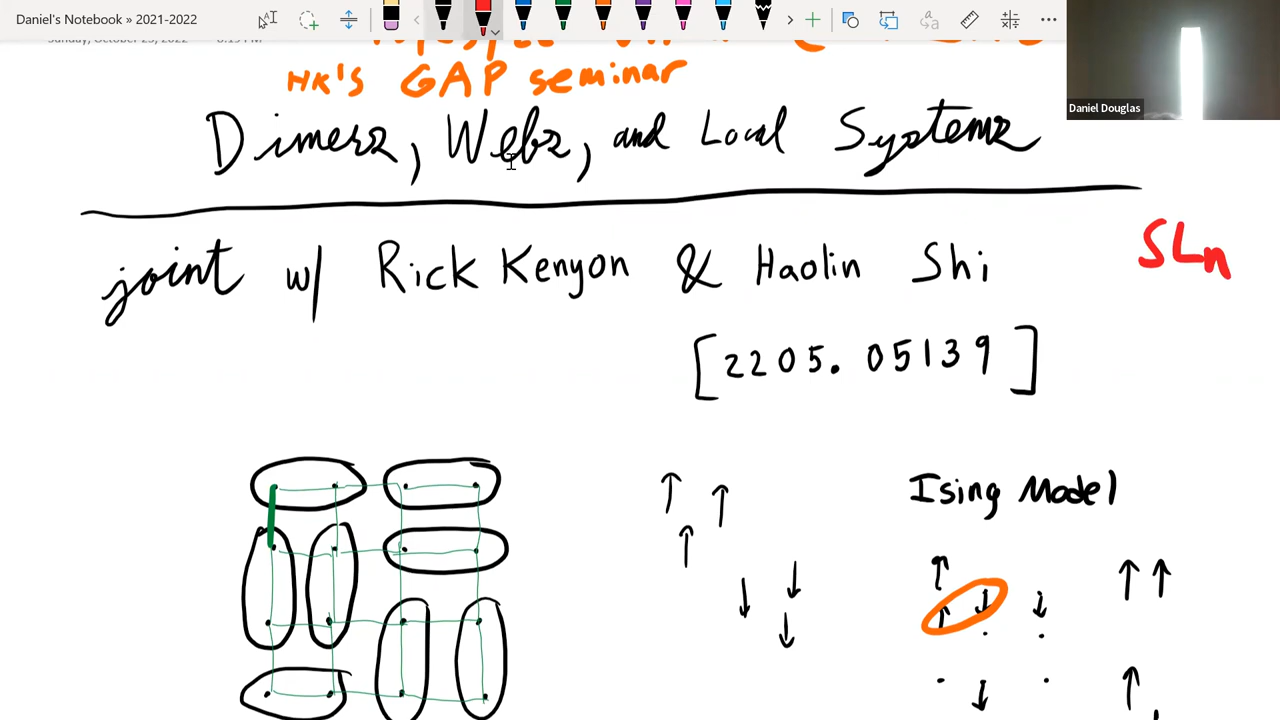 Daniel's Notebook » 2021-2022
HK's GAP seminar
Daniel Douglas
Dimers, Webs, and Local Systems
joint w/ Rick Kenyon & Haolin Shi
SLn
[2205.05139]
Ising Model